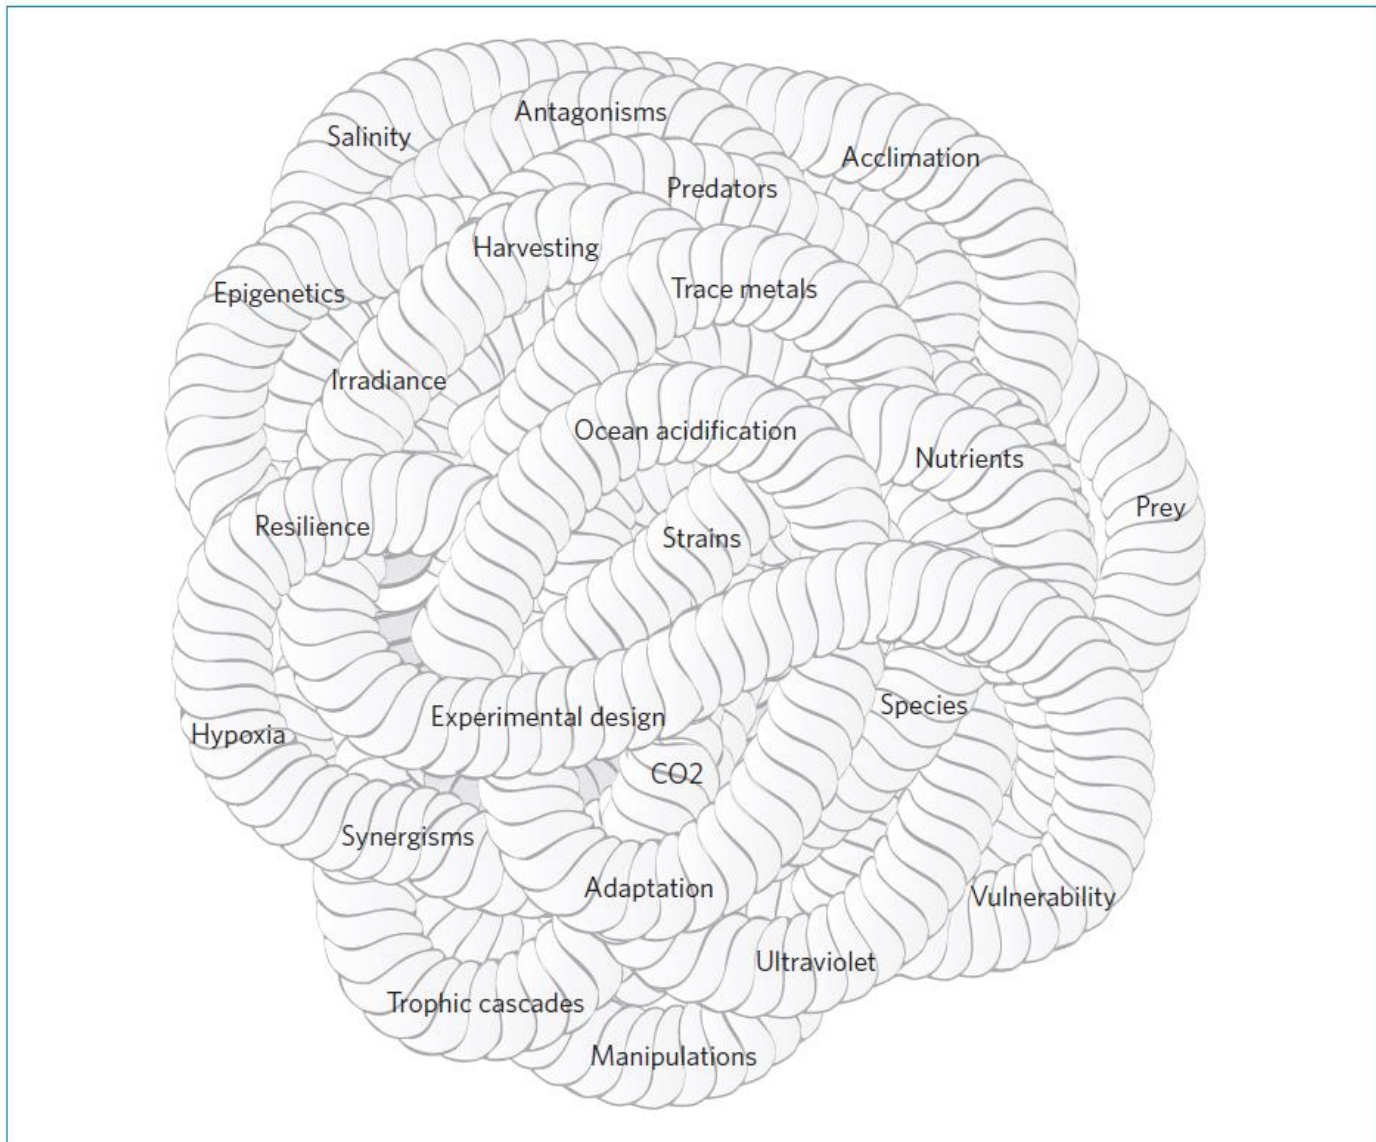 Antagonisms
Salinity
Acclimation
Predators
Harvesting
Trace metals
Epigenetics
Irradiance
Ocean acidification
Nutrients
Prey
Resilience
Strains
Species
Experimental design
Hypoxia
CO2
Synergisms
Adaptation
Vulnerability
Ultraviolet
Trophic cascades
Manipulations